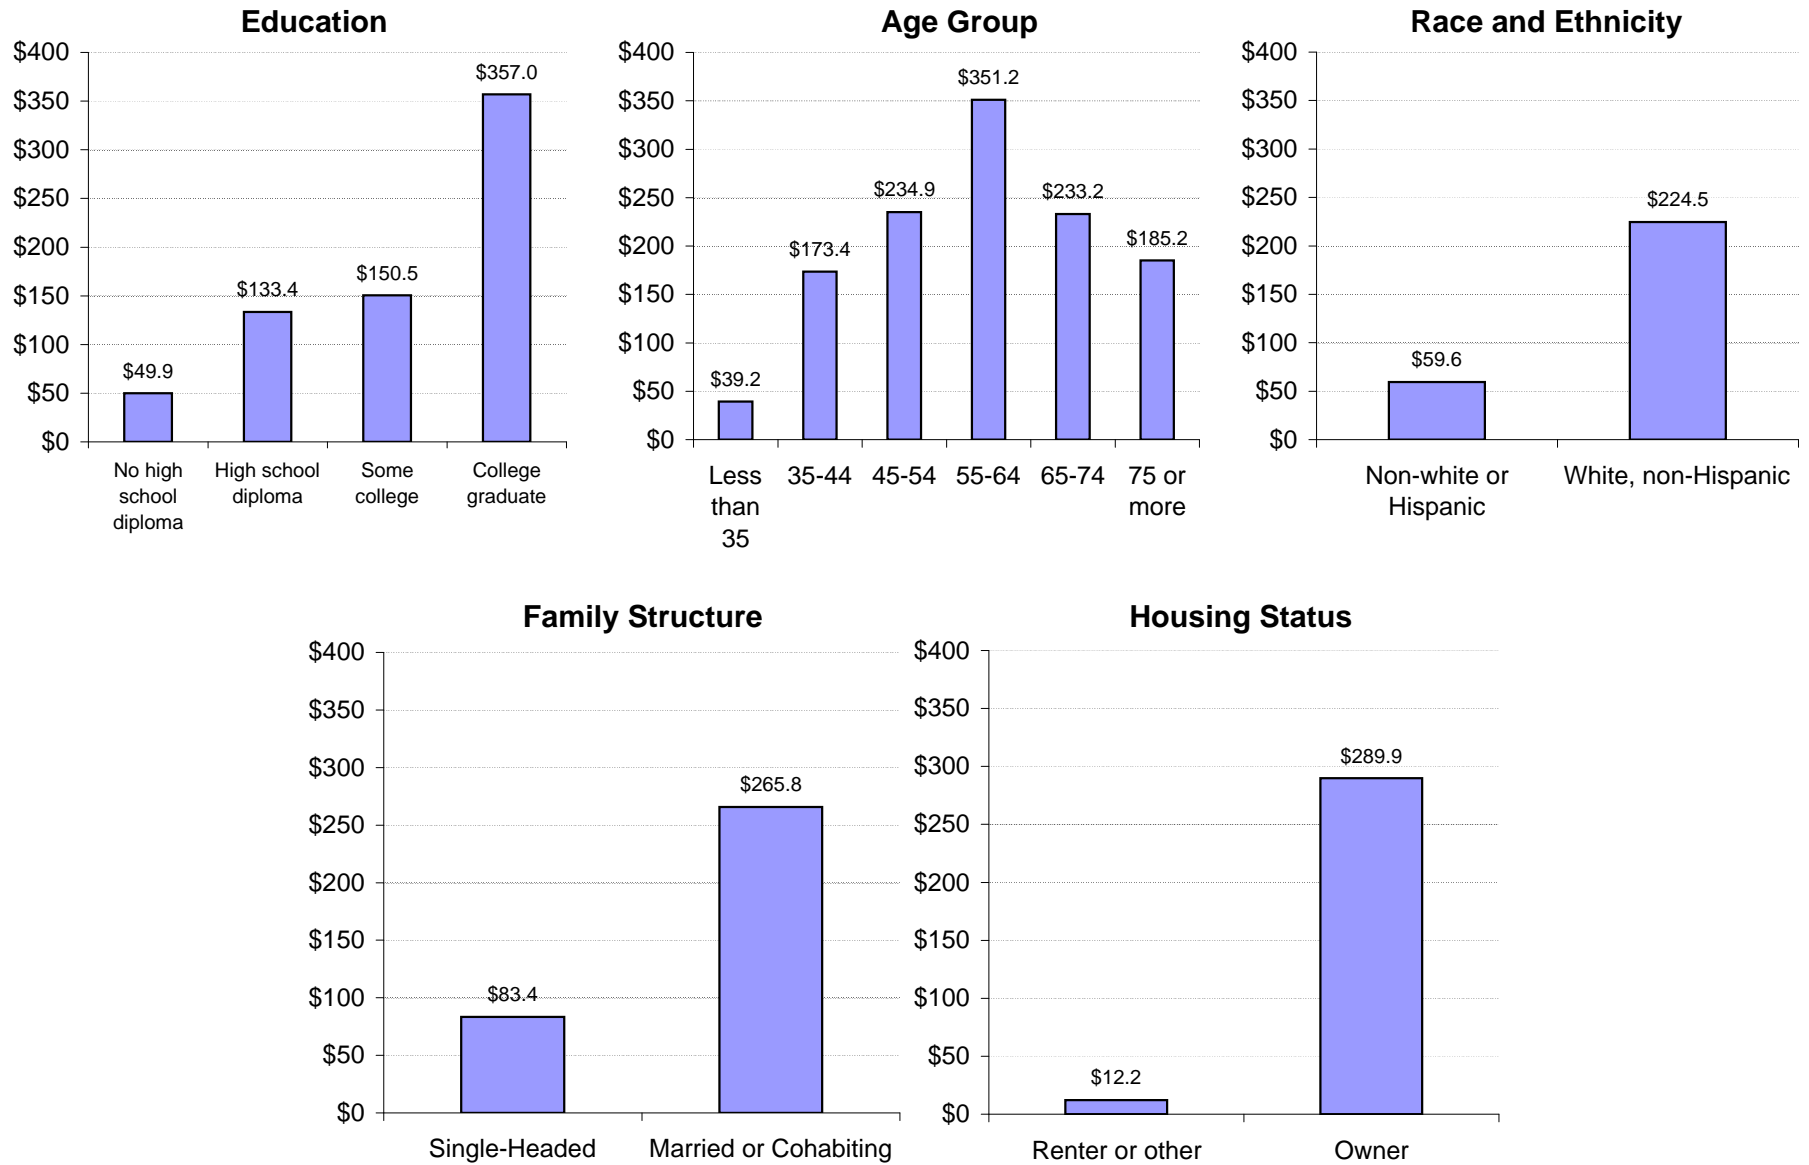 Education
$400
$350
$300
$250
$200
$150
$100
$50
$0
$49.9
$133.4
$150.5
$357.0
No high
school
diploma
High school
diploma
Some
college
College
graduate
Age Group
$400
$350
$300
$250
$200
$150
$100
$50
$0
$39.2
$173.4
$234.9
$351.2
$233.2
$185.2
Less
than
35
35-44
45-54
55-64
65-74
75 or
more
Race and Ethnicity
$400
$350
$300
$250
$200
$150
$100
$50
$0
$59.6
$224.5
Non-white or
Hispanic
White, non-Hispanic
Family Structure
$400
$350
$300
$250
$200
$150
$100
$50
$0
$83.4
$265.8
Single-Headed
Married or Cohabiting
Housing Status
$400
$350
$300
$250
$200
$150
$100
$50
$0
$12.2
$289.9
Renter or other
Owner